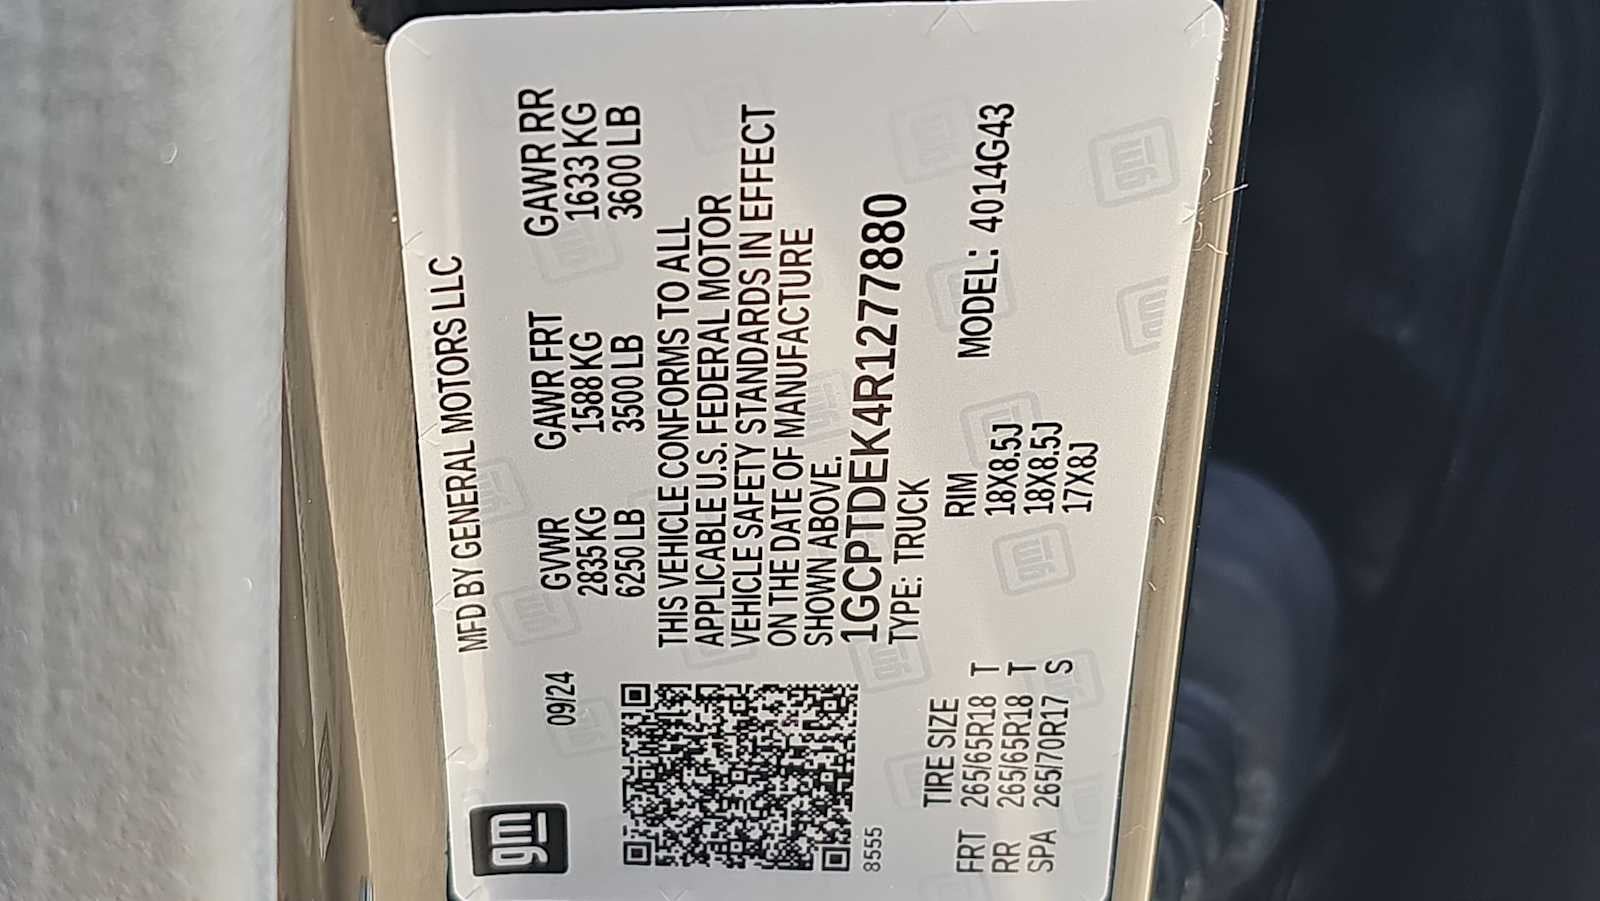 gm
MFD BY GENERAL MOTORS LLC
09/24
GVWR GAWR FRT GAWR RR
2835 KG 1588 KG 1633 KG
6250 LB 3500 LB 3600 LB
THIS VEHICLE CONFORMS TO ALL
APPLICABLE U.S. FEDERAL MOTOR
VEHICLE SAFETY STANDARDS IN EFFECT
ON THE DATE OF MANUFACTURE
SHOWN ABOVE.
1GCPTDEK4R1277880
TYPE: TRUCK
8555
MODEL: 4014G43
TIRE SIZE RIM
FRT 265/65R18 T 18X8.5J
RR 265/65R18 T 18X8.5J
SPA 265/70R17 S 17X8J